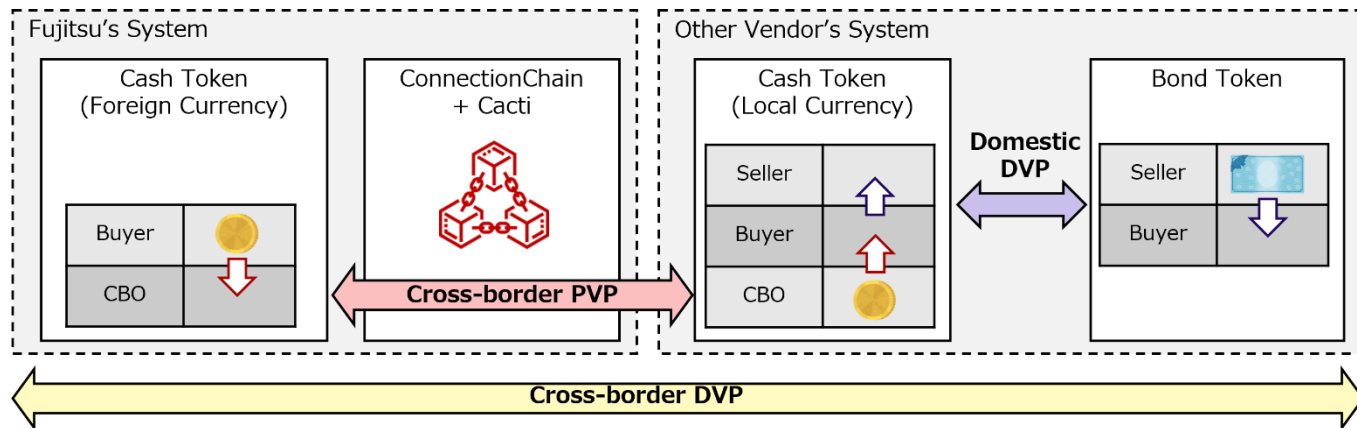 Fujitsu's System
Cash Token
(Foreign Currency)
Buyer
CBO
ConnectionChain
+ Cacti
Cross-border PVP
Other Vendor's System
Cash Token
(Local Currency)
Seller
Buyer
CBO
Domestic
DVP
Bond Token
Seller
Buyer
Cross-border DVP